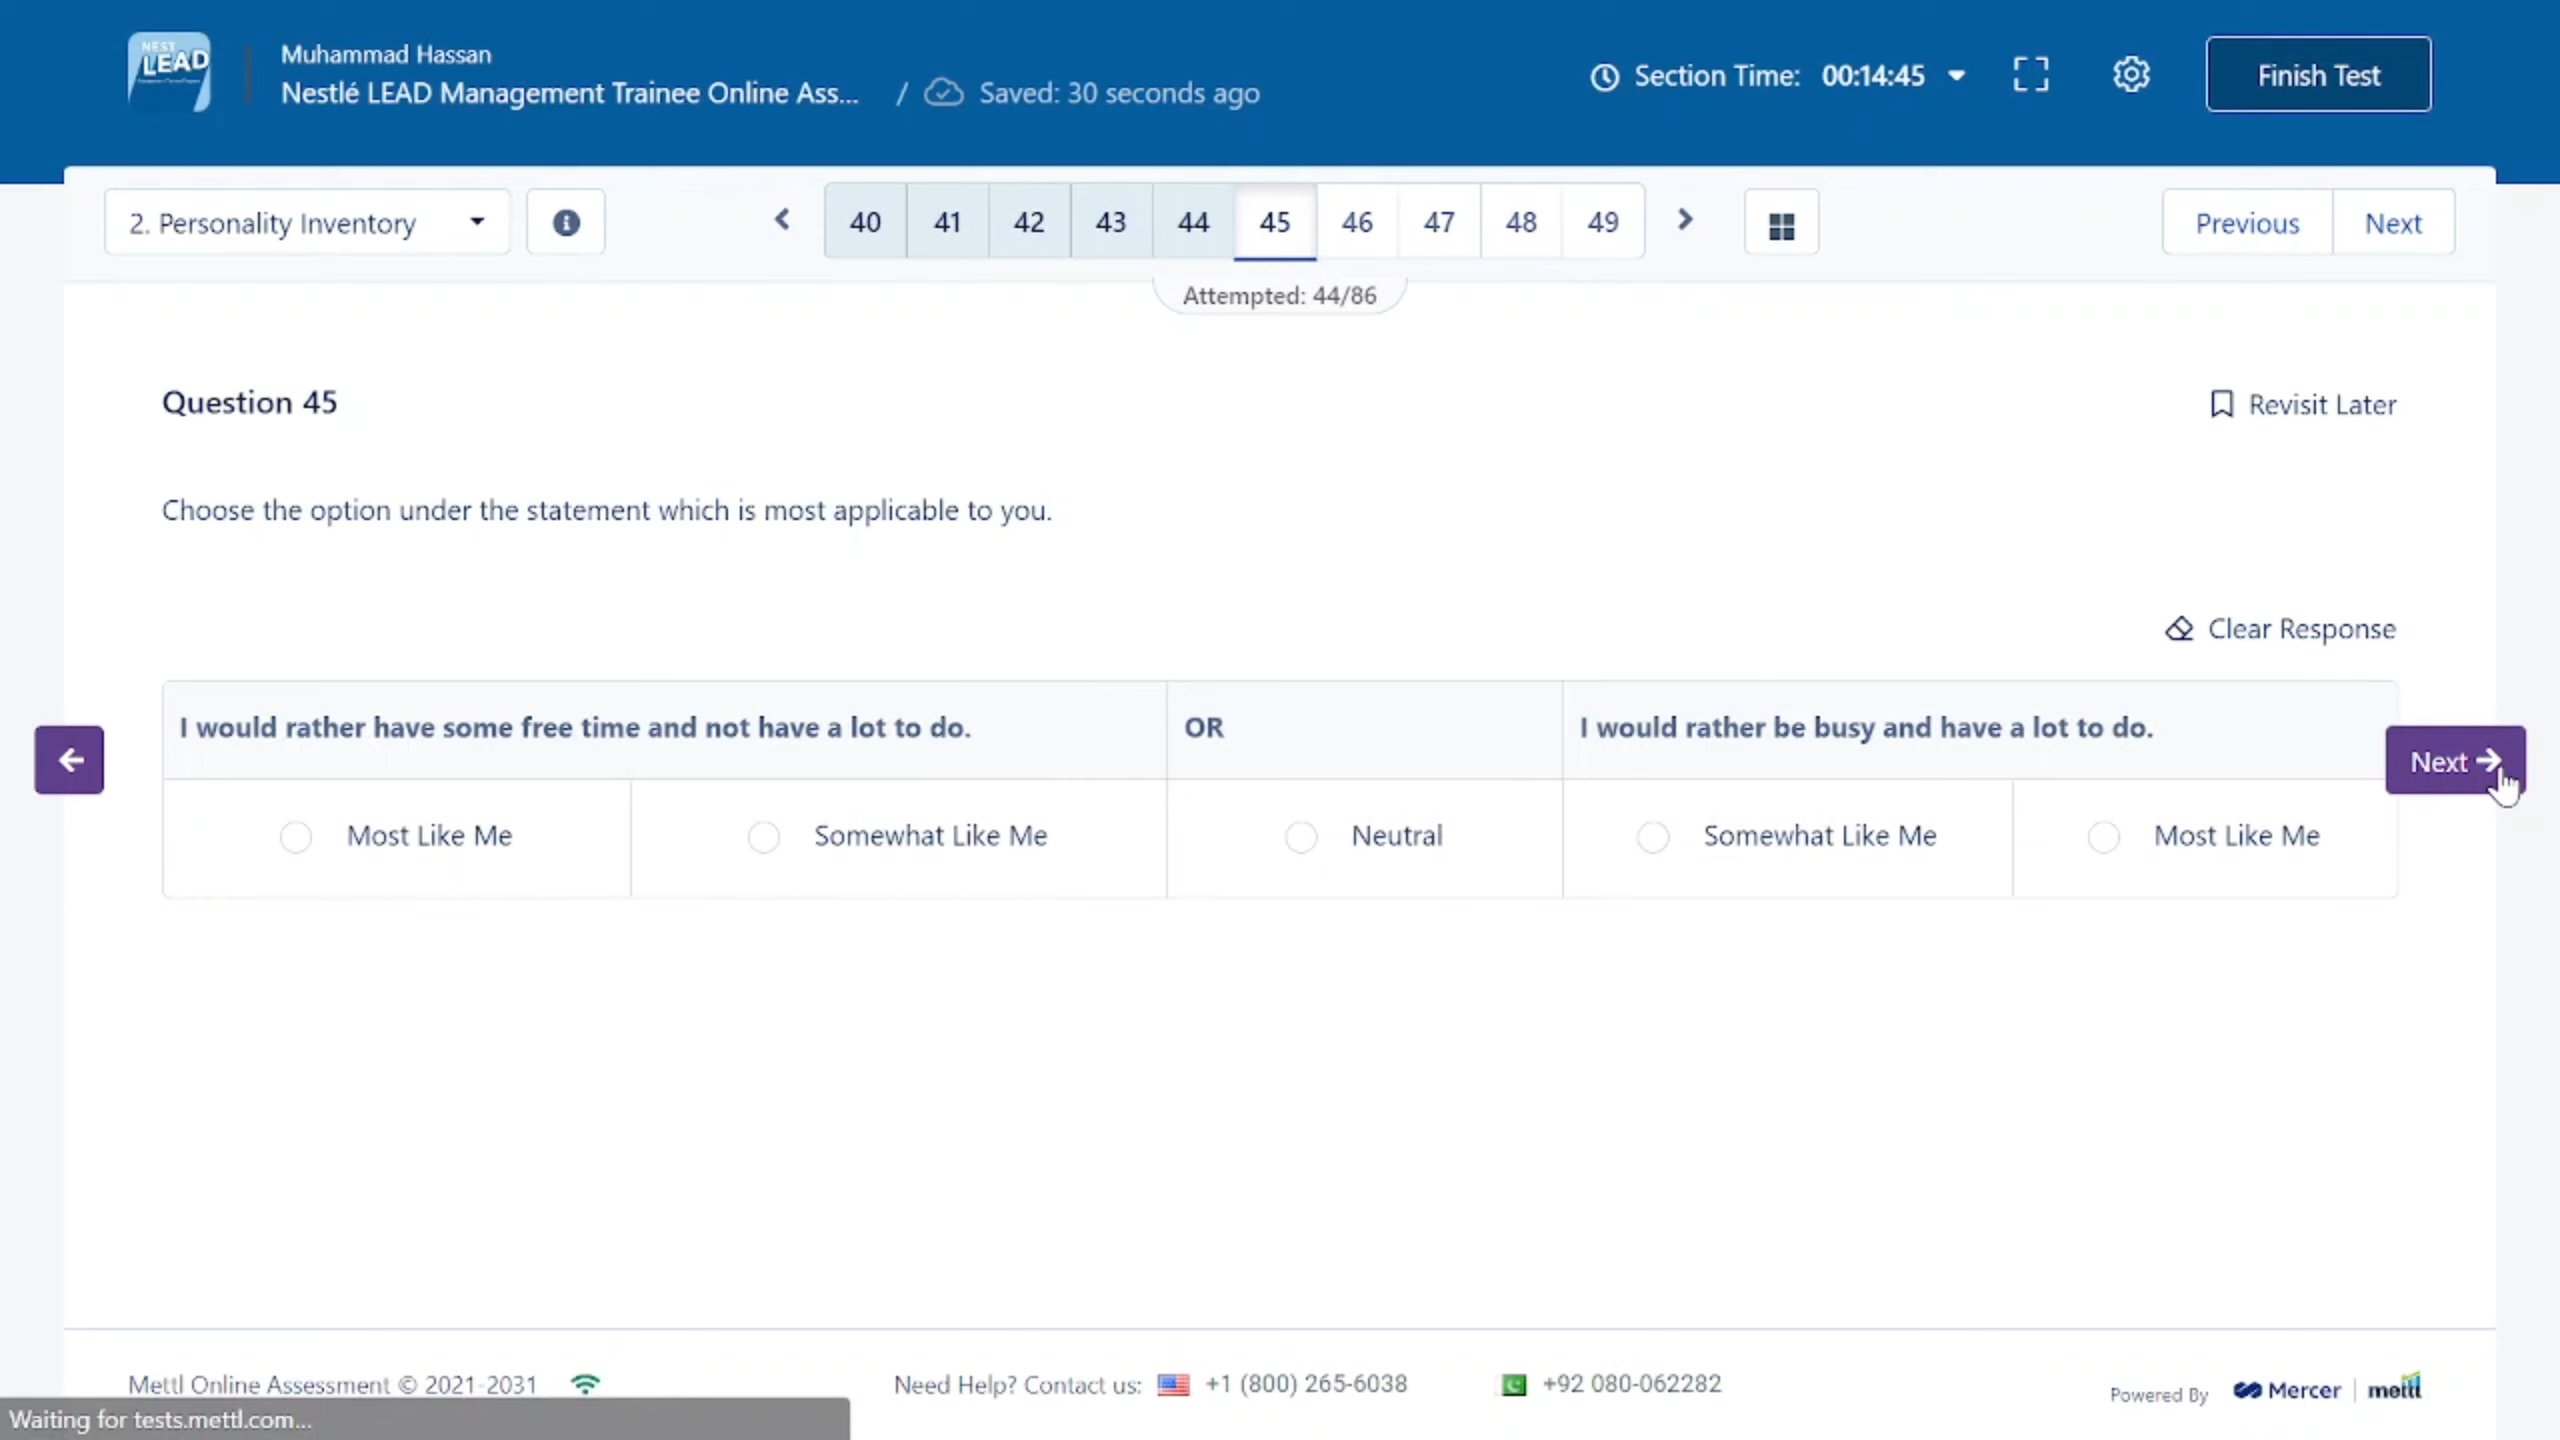 NEST
LEAD
Muhammad Hassan
Nestlé LEAD Management Trainee Online Ass...
/ Saved: 30 seconds ago
Section Time: 00:14:45
Finish Test
2. Personality Inventory
40 41 42 43 44 45 46 47 48 49
Previous Next
Attempted: 44/86
Question 45
Revisit Later
Choose the option under the statement which is most applicable to you.
Clear Response
I would rather have some free time and not have a lot to do. OR I would rather be busy and have a lot to do.
Next
Most Like Me Somewhat Like Me Neutral Somewhat Like Me Most Like Me
Mettl Online Assessment © 2021-2031
Need Help? Contact us: +1 (800) 265-6038 +92 080-062282
Powered By Mercer | mettl
Waiting for tests.mettl.com...